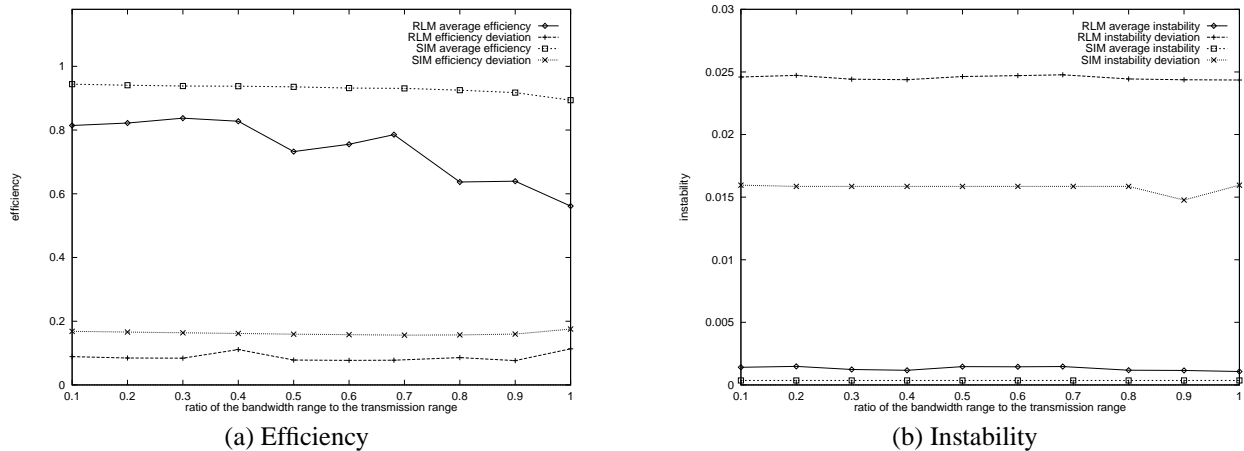 RLM average efficiency
RLM efficiency deviation
SIM average efficiency
SIM efficiency deviation
1
0.8
0.6
0.4
0.2
0
efficiency
0.1 0.2 0.3 0.4 0.5 0.6 0.7 0.8 0.9 1
ratio of the bandwidth range to the transmission range
(a) Efficiency
0.03
RLM average instability
RLM instability deviation
SIM average instability
SIM instability deviation
0.025
0.02
0.015
0.01
0.005
0
instability
0.1 0.2 0.3 0.4 0.5 0.6 0.7 0.8 0.9 1
ratio of the bandwidth range to the transmission range
(b) Instability